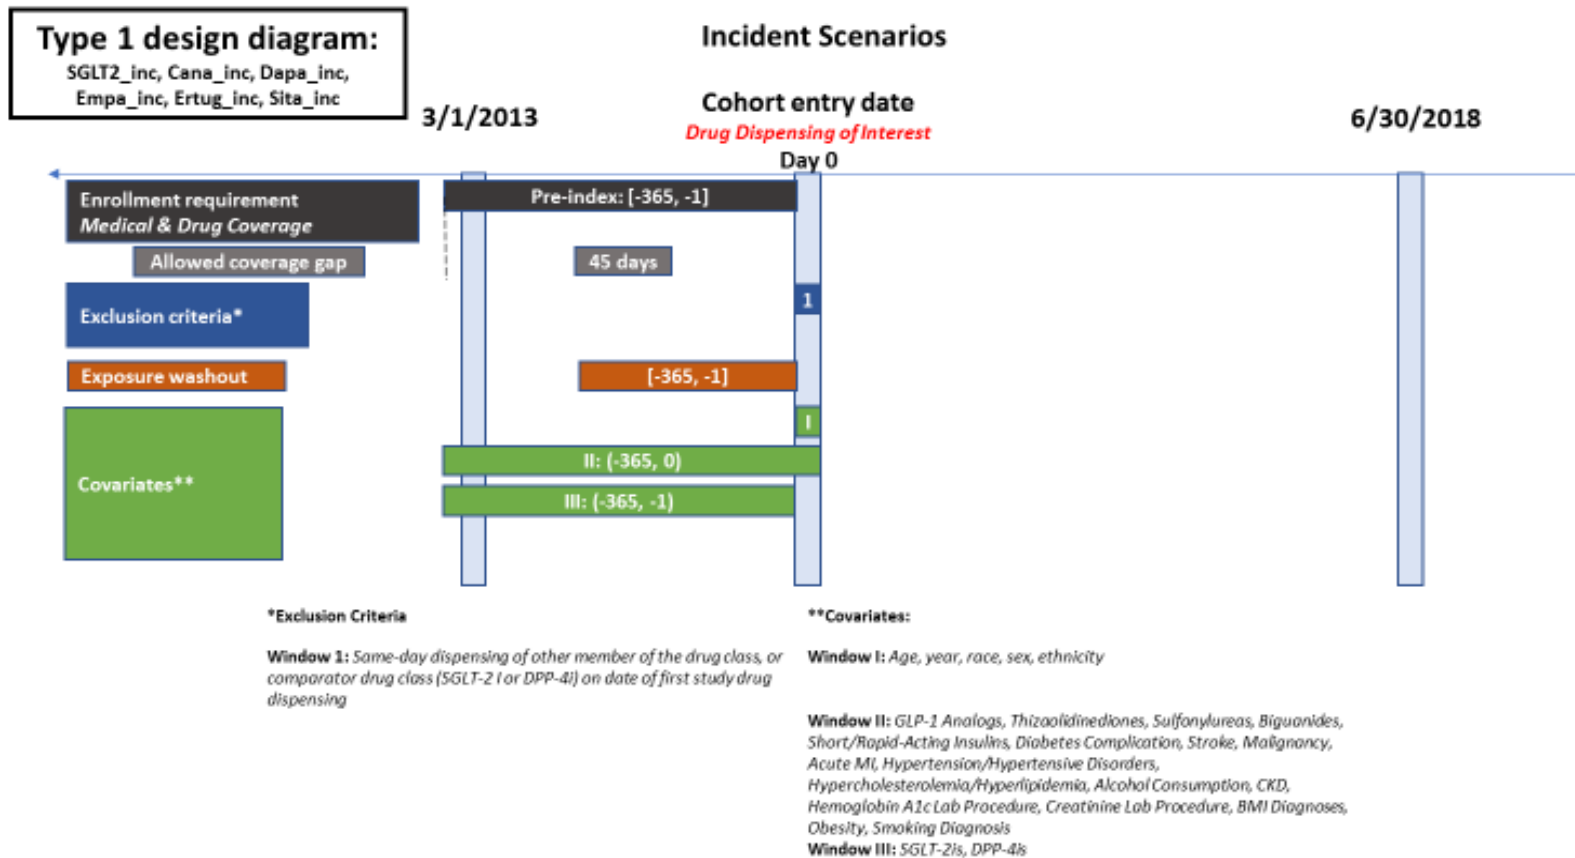 Type 1 design diagram:
SGLT2_inc, Cana_inc, Dapa_inc,
Empa_inc, Ertug_inc, Sita_inc
Incident Scenarios
3/1/2013
Cohort entry date
Drug Dispensing of Interest
Day 0
6/30/2018
Enrollment requirement
Medical & Drug Coverage
Pre-index: [-365, -1]
Allowed coverage gap
45 days
Exclusion criteria*
1
Exposure washout
[-365, -1]
Covariates**
I
II: (-365, 0)
III: (-365, -1)
*Exclusion Criteria
Window 1: Same-day dispensing of other member of the drug class, or
comparator drug class (SGLT-2 I or DPP-4i) on date of first study drug
dispensing
**Covariates:
Window I: Age, year, race, sex, ethnicity
Window II: GLP-1 Analogs, Thizaolidinediones, Sulfonylureas, Biguanides,
Short/Rapid-Acting Insulins, Diabetes Complication, Stroke, Malignancy,
Acute MI, Hypertension/Hypertensive Disorders,
Hypercholesterolemia/Hyperlipidemia, Alcohol Consumption, CKD,
Hemoglobin A1c Lab Procedure, Creatinine Lab Procedure, BMI Diagnoses,
Obesity, Smoking Diagnosis
Window III: SGLT-2is, DPP-4is